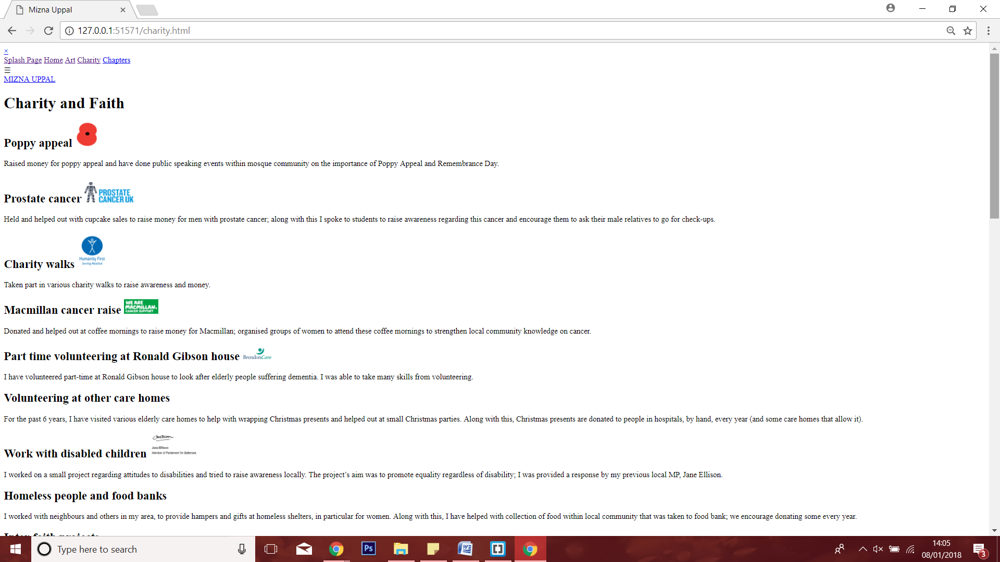 Mizna Uppal
127.0.0.1:51571/charity.html
×
Splash Page Home Art Charity Chapters
☰
MIZNA UPPAL
Charity and Faith
Poppy appeal
Raised money for poppy appeal and have done public speaking events within mosque community on the importance of Poppy Appeal and Remembrance Day.
Prostate cancer PROSTATE CANCER UK
Held and helped out with cupcake sales to raise money for men with prostate cancer; along with this I spoke to students to raise awareness regarding this cancer and encourage them to ask their male relatives to go for check-ups.
Humanity First
Serving Mankind
Charity walks
Taken part in various charity walks to raise awareness and money.
Macmillan cancer raise WE ARE MACMILLAN. CANCER SUPPORT
Donated and helped out at coffee mornings to raise money for Macmillan; organised groups of women to attend these coffee mornings to strengthen local community knowledge on cancer.
Part time volunteering at Ronald Gibson house BrendonCare
I have volunteered part-time at Ronald Gibson house to look after elderly people suffering dementia. I was able to take many skills from volunteering.
Volunteering at other care homes
For the past 6 years, I have visited various elderly care homes to help with wrapping Christmas presents and helped out at small Christmas parties. Along with this, Christmas presents are donated to people in hospitals, by hand, every year (and some care homes that allow it).
Jane Ellison
Member of Parliament for Battersea
Work with disabled children
I worked on a small project regarding attitudes to disabilities and tried to raise awareness locally. The project’s aim was to promote equality regardless of disability; I was provided a response by my previous local MP, Jane Ellison.
Homeless people and food banks
I worked with neighbours and others in my area, to provide hampers and gifts at homeless shelters, in particular for women. Along with this, I have helped with collection of food within local community that was taken to food bank; we encourage donating some every year.
Inter faith projects
Type here to search
Ps
14:05
08/01/2018
3